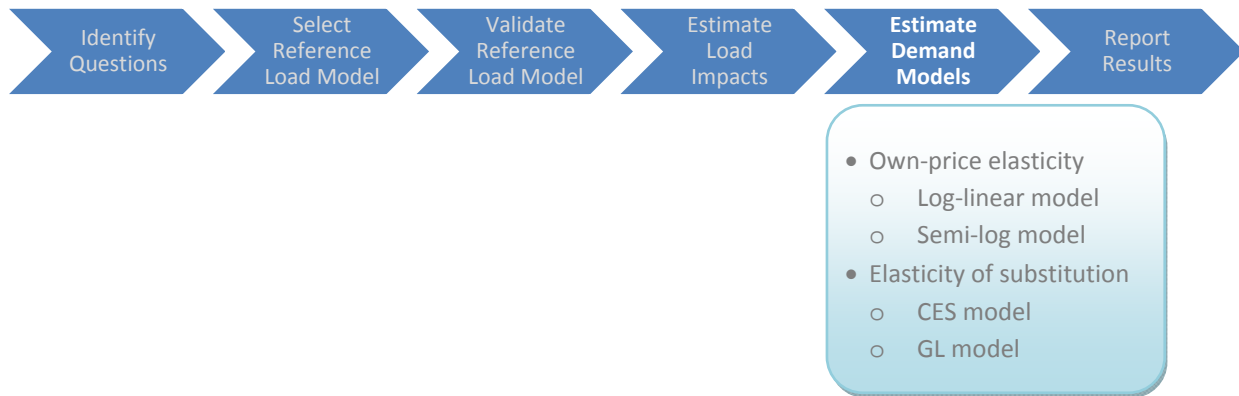 Identify
Questions
Select
Reference
Load Model
Validate
Reference
Load Model
Estimate
Load
Impacts
Estimate
Demand
Models
Report
Results
• Own-price elasticity
o Log-linear model
o Semi-log model
• Elasticity of substitution
o CES model
o GL model